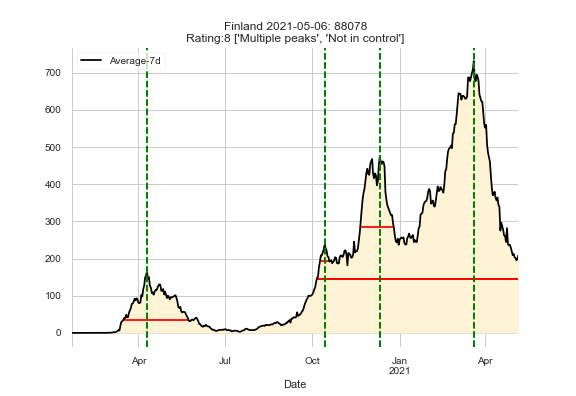 Finland 2021-05-06: 88078
Rating:8 ['Multiple peaks', 'Not in control']
Average-7d
700
600
500
400
300
200
100
0
Apr
Jul
Oct
Jan
2021
Apr
Date